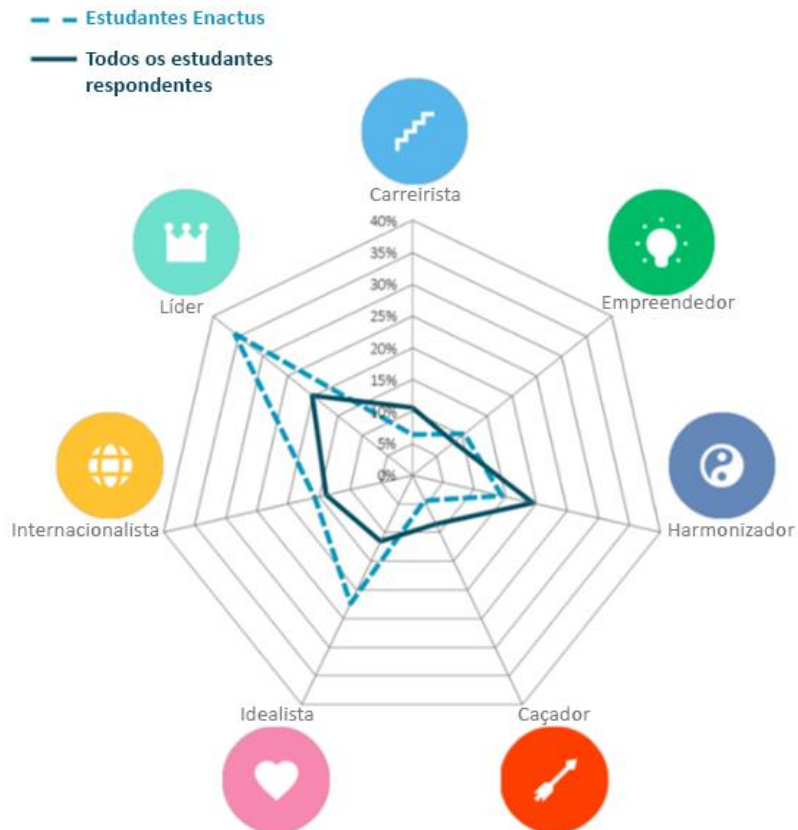 Estudantes Enactus
Todos os estudantes
respondentes
Carreirista
40%
35%
30%
25%
20%
15%
10%
5%
0%
Líder
Empreendedor
Internacionalista
Harmonizador
Idealista
Caçador